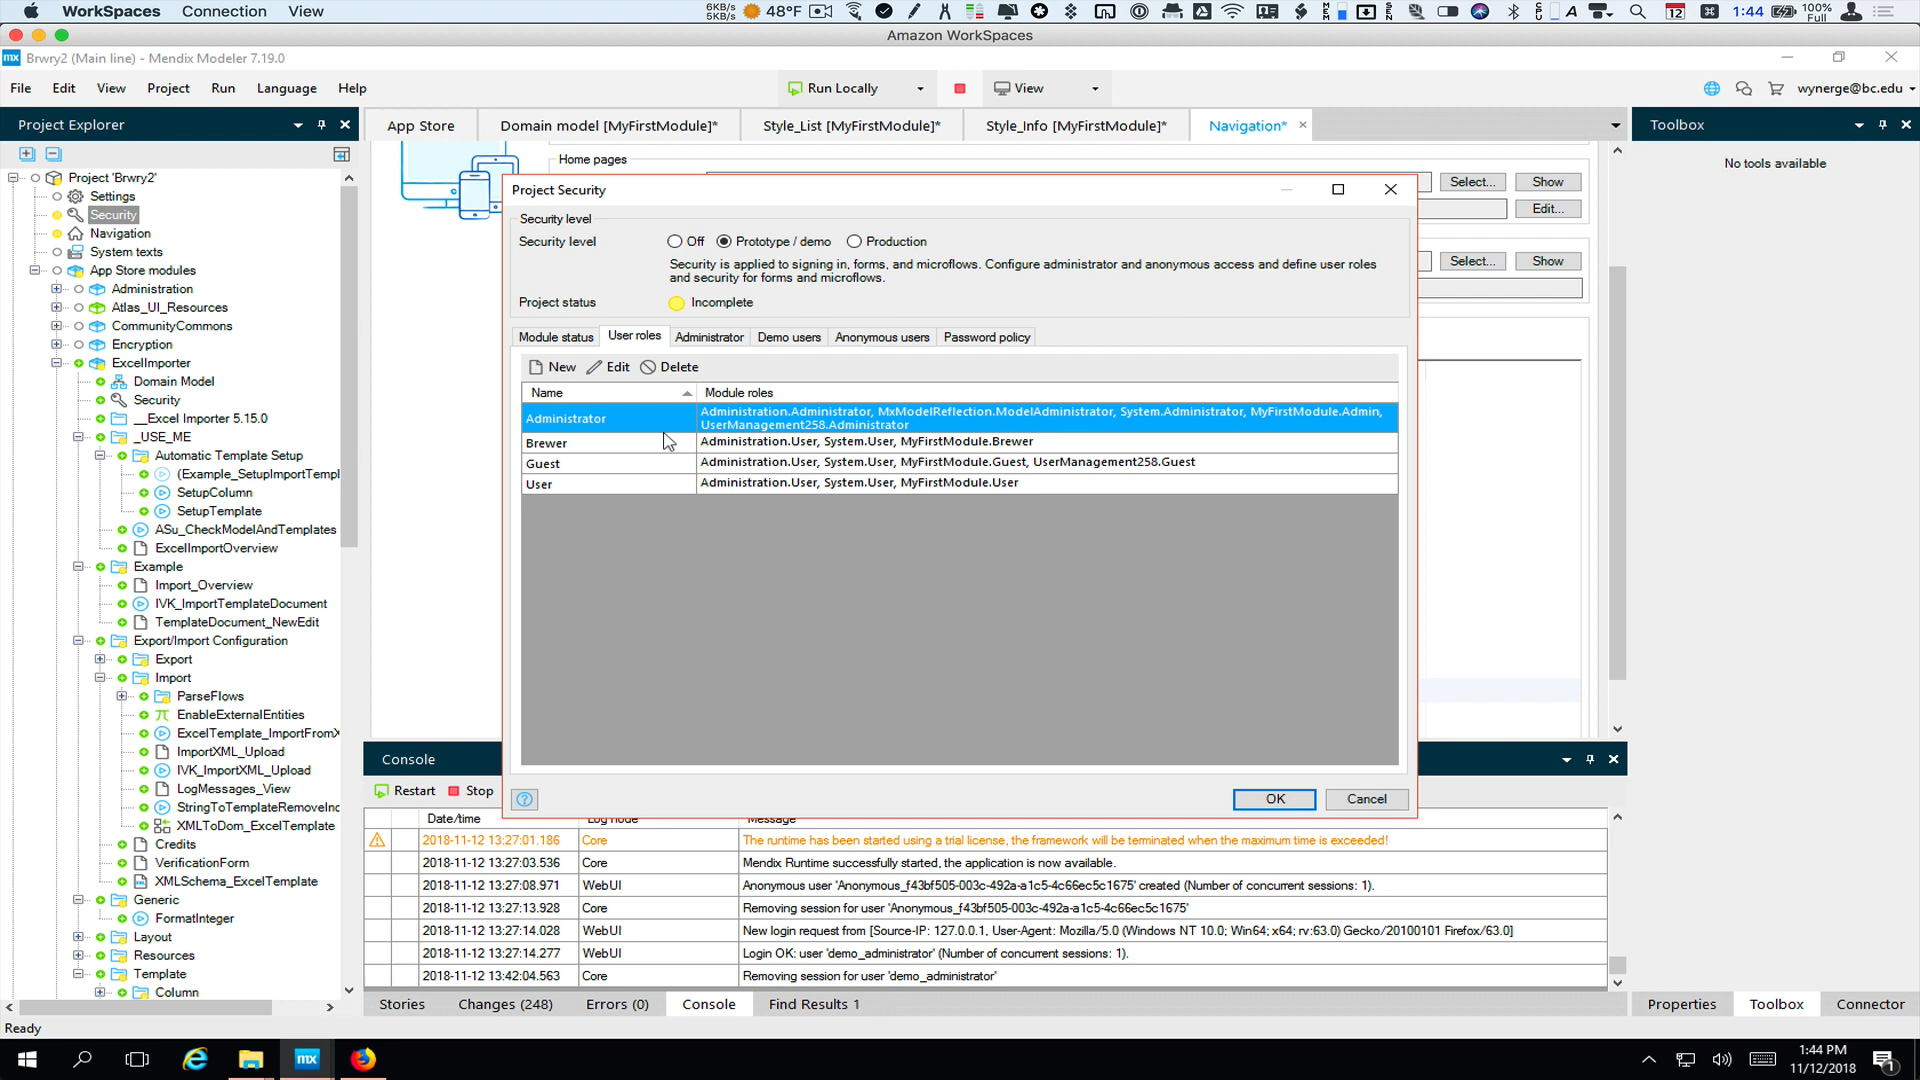 WorkSpaces Connection View 6KB/s 5KB/s 48°F 1:44 100% Full
Amazon WorkSpaces
Brwry2 (Main line) - Mendix Modeler 7.19.0
File Edit View Project Run Language Help Run Locally View wynerge@bc.edu
Project Explorer App Store Domain model [MyFirstModule]* Style_List [MyFirstModule]* Style_Info [MyFirstModule]* Navigation* Toolbox
Home pages No tools available
Project 'Brwry2'
Settings
Security
Navigation
System texts
App Store modules
Administration
Atlas_UI_Resources
CommunityCommons
Encryption
ExcelImporter
Domain Model
Security
__Excel Importer 5.15.0
_USE_ME
Automatic Template Setup
(Example_SetupImportTempl
SetupColumn
SetupTemplate
ASu_CheckModelAndTemplates
ExcelImportOverview
Example
Import_Overview
IVK_ImportTemplateDocument
TemplateDocument_NewEdit
Export/Import Configuration
Export
Import
ParseFlows
EnableExternalEntities
ExcelTemplate_ImportFromX
ImportXML_Upload
IVK_ImportXML_Upload
LogMessages_View
StringToTemplateRemoveInc
XMLToDom_ExcelTemplate
Credits
VerificationForm
XMLSchema_ExcelTemplate
Generic
FormatInteger
Layout
Resources
Template
Column
Select... Show
Edit...
Select... Show
Project Security
Security level
Security level Off Prototype / demo Production
Security is applied to signing in, forms, and microflows. Configure administrator and anonymous access and define user roles
and security for forms and microflows.
Project status Incomplete
Module status User roles Administrator Demo users Anonymous users Password policy
New Edit Delete
Name Module roles
Administrator Administration.Administrator, MxModelReflection.ModelAdministrator, System.Administrator, MyFirstModule.Admin,
UserManagement258.Administrator
Brewer Administration.User, System.User, MyFirstModule.Brewer
Guest Administration.User, System.User, MyFirstModule.Guest, UserManagement258.Guest
User Administration.User, System.User, MyFirstModule.User
OK Cancel
Console
Restart Stop
Date/time Log node Message
2018-11-12 13:27:01.186 Core The runtime has been started using a trial license, the framework will be terminated when the maximum time is exceeded!
2018-11-12 13:27:03.536 Core Mendix Runtime successfully started, the application is now available.
2018-11-12 13:27:08.971 WebUI Anonymous user 'Anonymous_f43bf505-003c-492a-a1c5-4c66ec5c1675' created (Number of concurrent sessions: 1).
2018-11-12 13:27:13.928 Core Removing session for user 'Anonymous_f43bf505-003c-492a-a1c5-4c66ec5c1675'
2018-11-12 13:27:14.028 WebUI New login request from [Source-IP: 127.0.0.1, User-Agent: Mozilla/5.0 (Windows NT 10.0; Win64; x64; rv:63.0) Gecko/20100101 Firefox/63.0]
2018-11-12 13:27:14.277 WebUI Login OK: user 'demo_administrator' (Number of concurrent sessions: 1).
2018-11-12 13:42:04.563 Core Removing session for user 'demo_administrator'
Stories Changes (248) Errors (0) Console Find Results 1 Properties Toolbox Connector
Ready
1:44 PM
11/12/2018